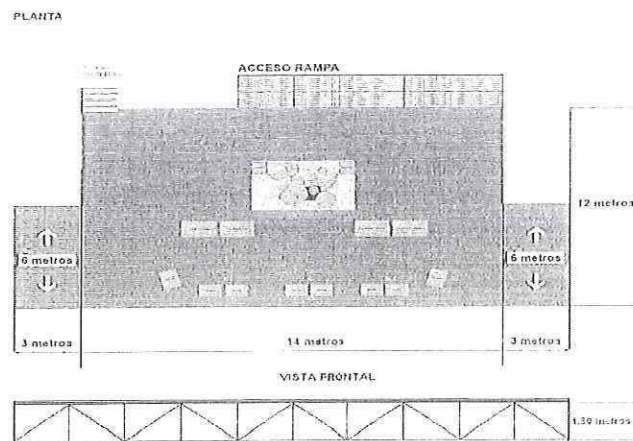 PLANTA
ACCESO RAMPA
12 metros
6 metros
6 metros
3 metros
14 metros
3 metros
VISTA FRONTAL
1.39 metros